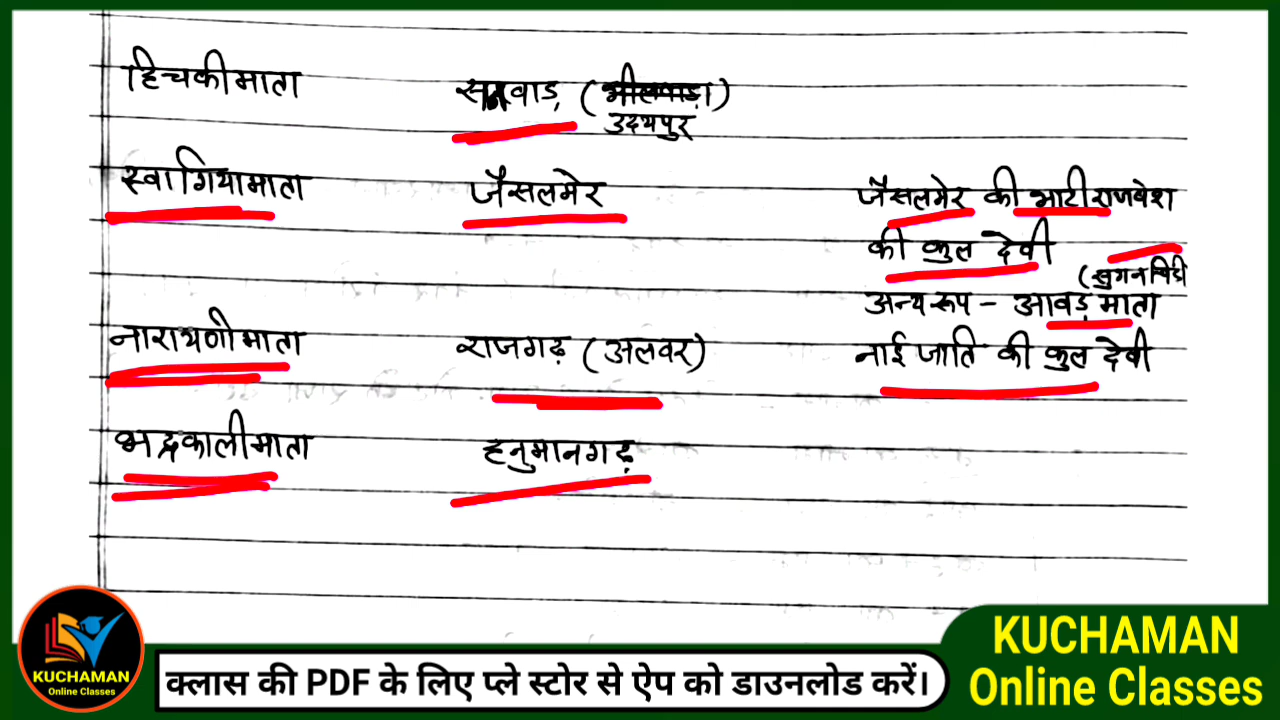 हिचकीमाता सनवाड़ (भीलवाड़ा)
उदयपुर
स्वागियामाता जैसलमेर जैसलमेर की भाटी राजवंश
की कुल देवी
(सुगनचिड़ी
अन्य रूप - आवड़ माता
नारायणीमाता राजगढ़ (अलवर) नाई जाति की कुल देवी
भद्रकालीमाता हनुमानगढ़
KUCHAMAN
Online Classes
क्लास की PDF के लिए प्ले स्टोर से ऐप को डाउनलोड करें।
KUCHAMAN
Online Classes